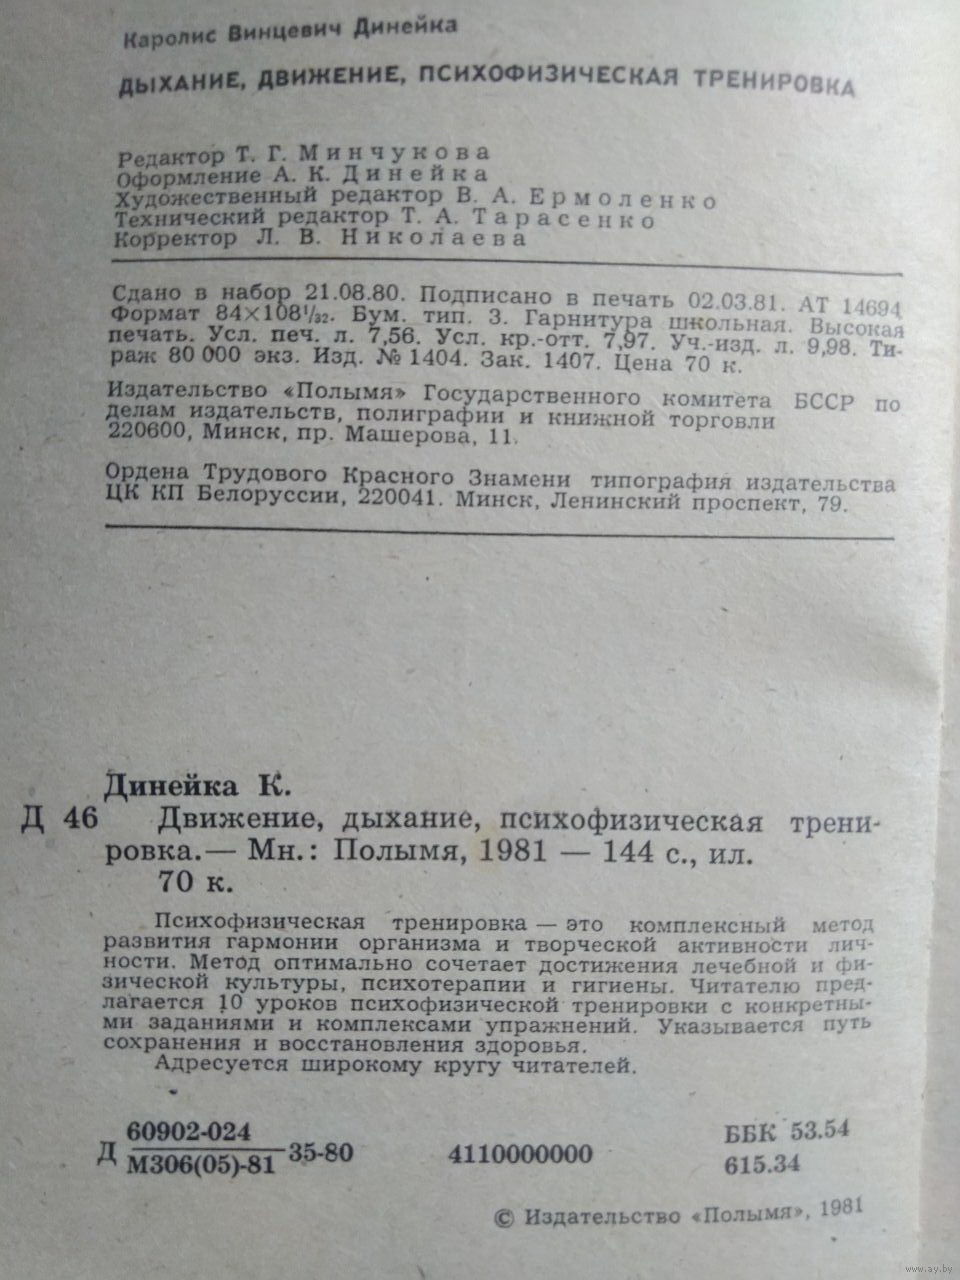 Каролис Винцевич Динейка
ДЫХАНИЕ, ДВИЖЕНИЕ, ПСИХОФИЗИЧЕСКАЯ ТРЕНИРОВКА
Редактор Т. Г. Минчукова
Оформление А. К. Динейка
Художественный редактор В. А. Ермоленко
Технический редактор Т. А. Тарасенко
Корректор Л. В. Николаева
Сдано в набор 21.08.80. Подписано в печать 02.03.81. АТ 14694
Формат 84×108¹/₃₂. Бум. тип. 3. Гарнитура школьная. Высокая
печать. Усл. печ. л. 7,56. Усл. кр.-отт. 7,97. Уч.-изд. л. 9,98. Ти-
раж 80 000 экз. Изд. № 1404. Зак. 1407. Цена 70 к.
Издательство «Полымя» Государственного комитета БССР по
делам издательств, полиграфии и книжной торговли
220600, Минск, пр. Машерова, 11.
Ордена Трудового Красного Знамени типография издательства
ЦК КП Белоруссии, 220041. Минск, Ленинский проспект, 79.
Динейка К.
Д 46 Движение, дыхание, психофизическая трени-
ровка.— Мн.: Полымя, 1981 — 144 с., ил.
70 к.
Психофизическая тренировка — это комплексный метод
развития гармонии организма и творческой активности лич-
ности. Метод оптимально сочетает достижения лечебной и фи-
зической культуры, психотерапии и гигиены. Читателю пред-
лагается 10 уроков психофизической тренировки с конкретны-
ми заданиями и комплексами упражнений. Указывается путь
сохранения и восстановления здоровья.
Адресуется широкому кругу читателей.
Д 60902-024
М306(05)-81 35-80 4110000000
ББК 53.54
615.34
© Издательство «Полымя», 1981
www.ay.by